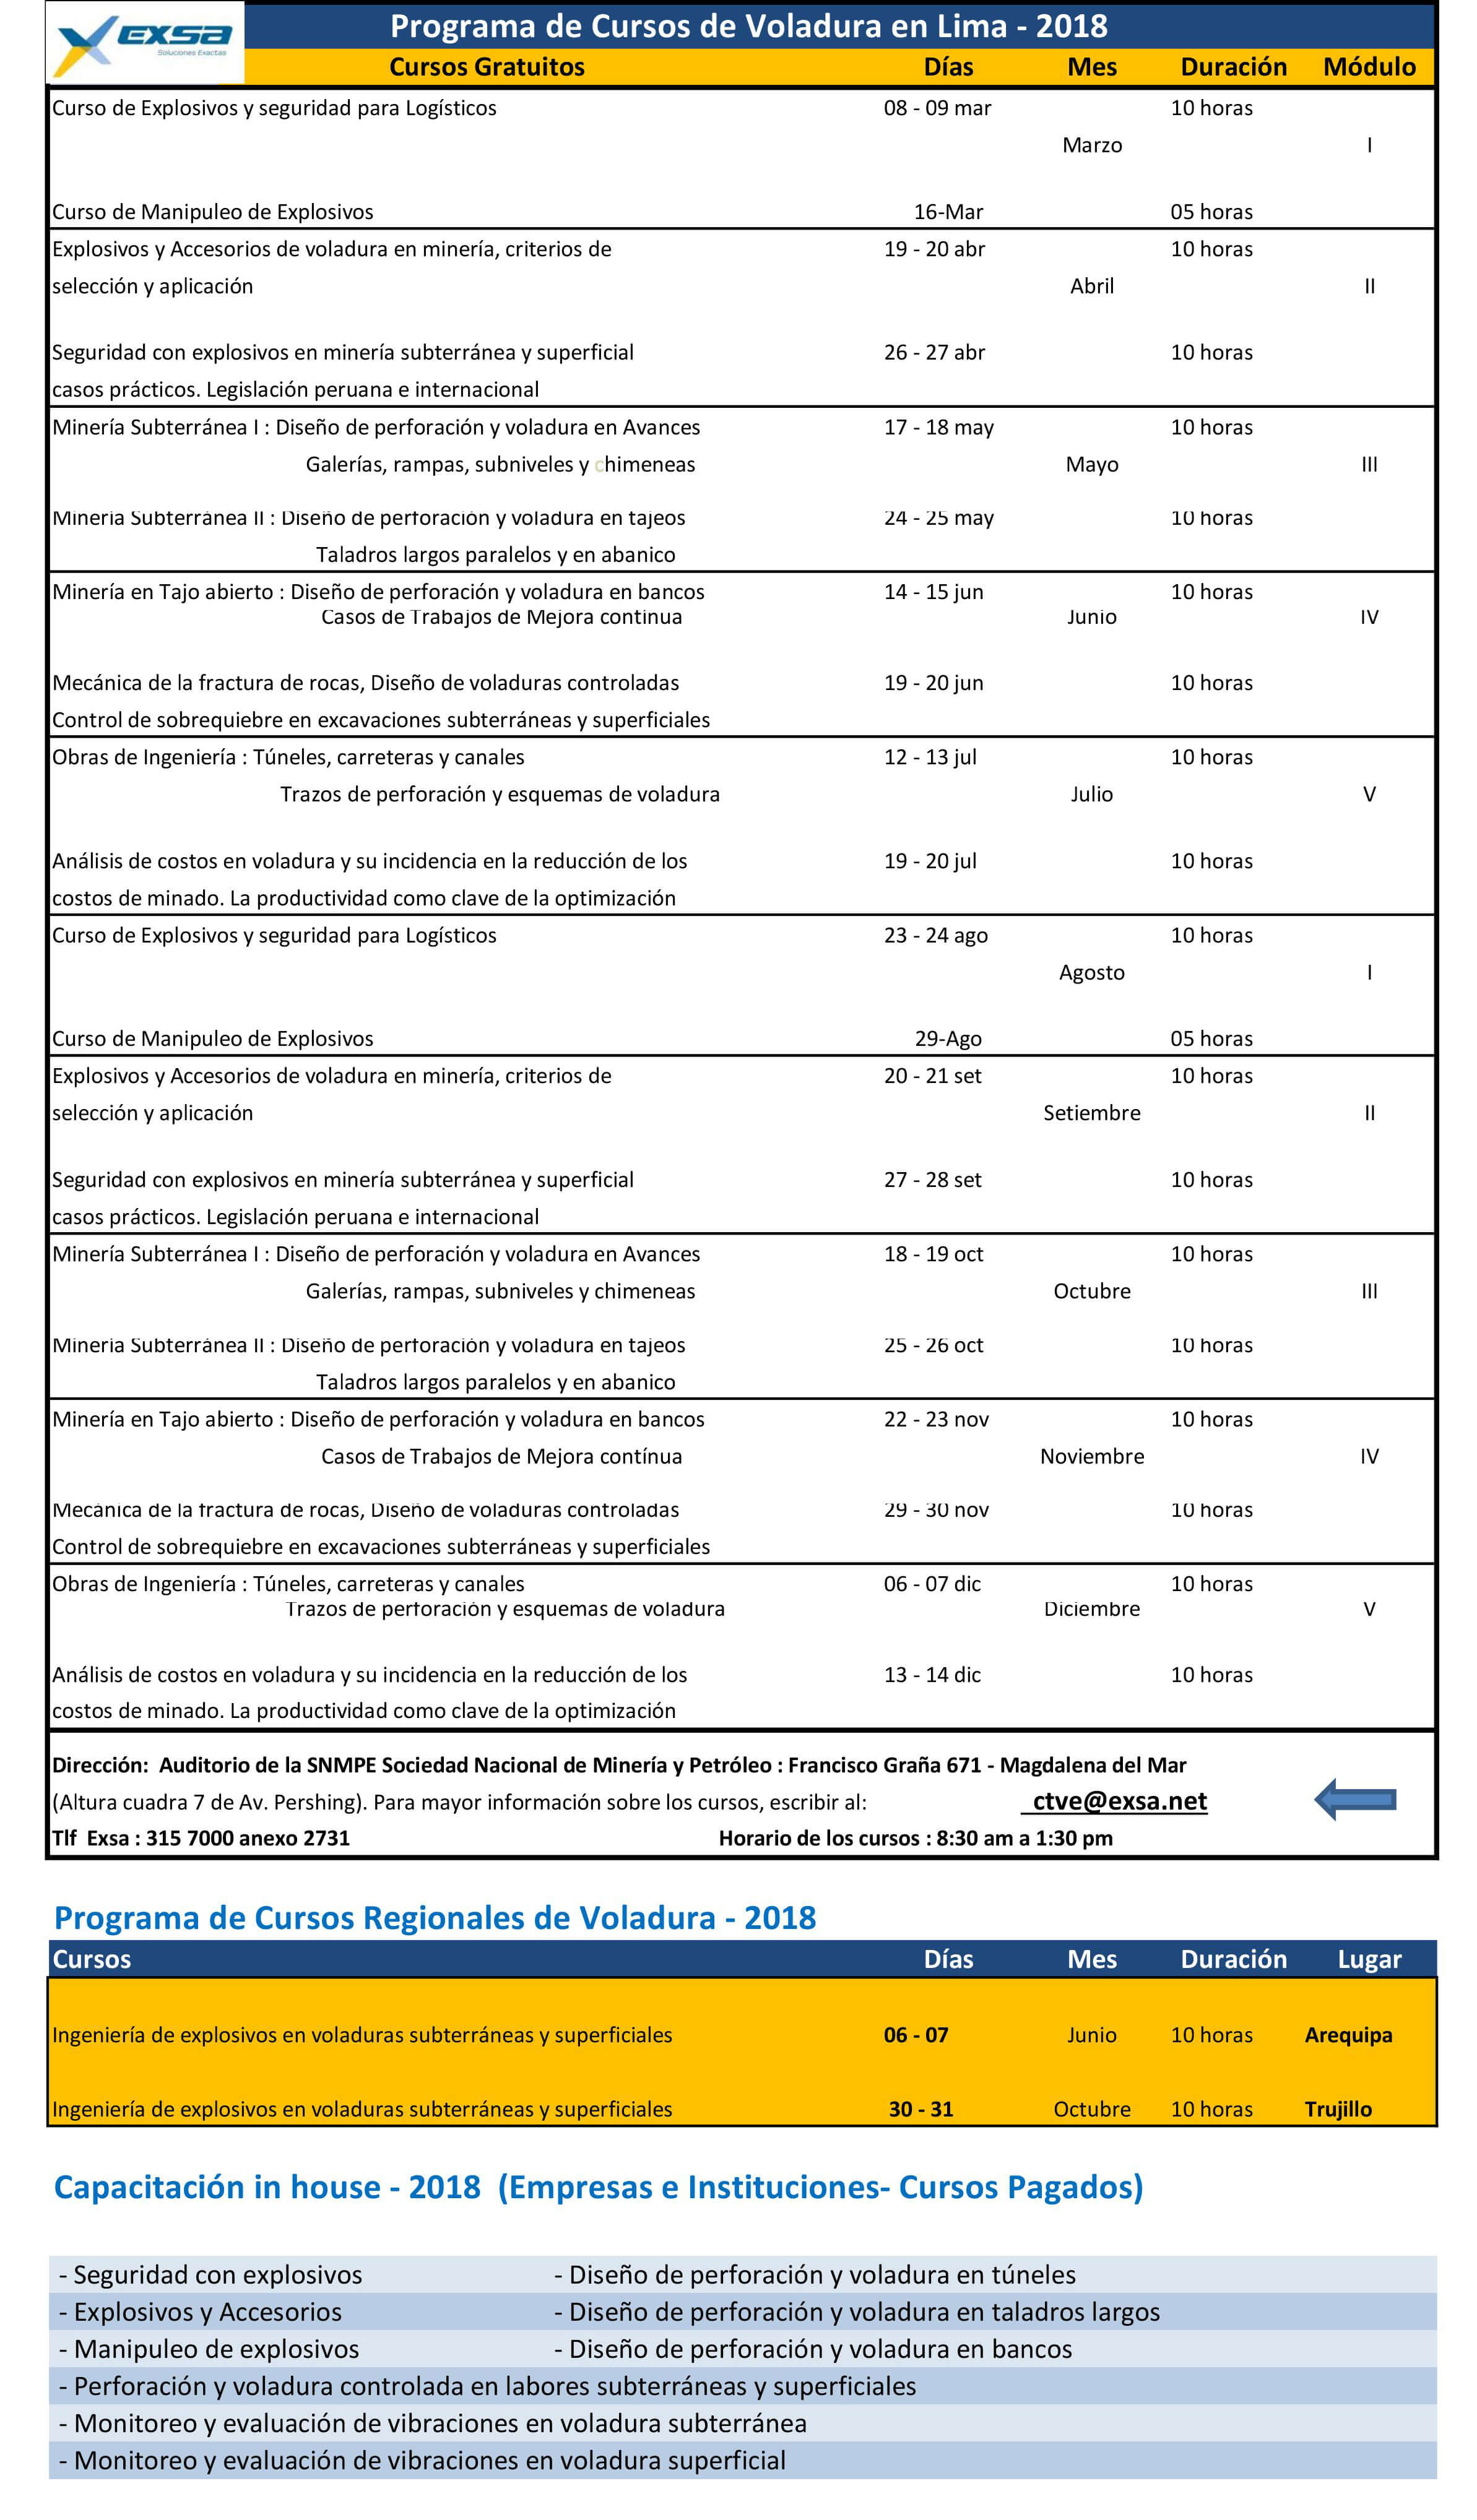 exsa
Soluciones Exactas
Programa de Cursos de Voladura en Lima - 2018
Cursos Gratuitos Días Mes Duración Módulo
Curso de Explosivos y seguridad para Logísticos 08 - 09 mar 10 horas
Marzo I
Curso de Manipuleo de Explosivos 16-Mar 05 horas
Explosivos y Accesorios de voladura en minería, criterios de 19 - 20 abr 10 horas
selección y aplicación Abril II
Seguridad con explosivos en minería subterránea y superficial 26 - 27 abr 10 horas
casos prácticos. Legislación peruana e internacional
Minería Subterránea I : Diseño de perforación y voladura en Avances 17 - 18 may 10 horas
Galerías, rampas, subniveles y chimeneas Mayo III
Minería Subterránea II : Diseño de perforación y voladura en tajeos 24 - 25 may 10 horas
Taladros largos paralelos y en abanico
Minería en Tajo abierto : Diseño de perforación y voladura en bancos 14 - 15 jun 10 horas
Casos de Trabajos de Mejora contínua Junio IV
Mecánica de la fractura de rocas, Diseño de voladuras controladas 19 - 20 jun 10 horas
Control de sobrequiebre en excavaciones subterráneas y superficiales
Obras de Ingeniería : Túneles, carreteras y canales 12 - 13 jul 10 horas
Trazos de perforación y esquemas de voladura Julio V
Análisis de costos en voladura y su incidencia en la reducción de los 19 - 20 jul 10 horas
costos de minado. La productividad como clave de la optimización
Curso de Explosivos y seguridad para Logísticos 23 - 24 ago 10 horas
Agosto I
Curso de Manipuleo de Explosivos 29-Ago 05 horas
Explosivos y Accesorios de voladura en minería, criterios de 20 - 21 set 10 horas
selección y aplicación Setiembre II
Seguridad con explosivos en minería subterránea y superficial 27 - 28 set 10 horas
casos prácticos. Legislación peruana e internacional
Minería Subterránea I : Diseño de perforación y voladura en Avances 18 - 19 oct 10 horas
Galerías, rampas, subniveles y chimeneas Octubre III
Minería Subterránea II : Diseño de perforación y voladura en tajeos 25 - 26 oct 10 horas
Taladros largos paralelos y en abanico
Minería en Tajo abierto : Diseño de perforación y voladura en bancos 22 - 23 nov 10 horas
Casos de Trabajos de Mejora contínua Noviembre IV
Mecánica de la fractura de rocas, Diseño de voladuras controladas 29 - 30 nov 10 horas
Control de sobrequiebre en excavaciones subterráneas y superficiales
Obras de Ingeniería : Túneles, carreteras y canales 06 - 07 dic 10 horas
Trazos de perforación y esquemas de voladura Diciembre V
Análisis de costos en voladura y su incidencia en la reducción de los 13 - 14 dic 10 horas
costos de minado. La productividad como clave de la optimización
Dirección: Auditorio de la SNMPE Sociedad Nacional de Minería y Petróleo : Francisco Graña 671 - Magdalena del Mar
(Altura cuadra 7 de Av. Pershing). Para mayor información sobre los cursos, escribir al: ctve@exsa.net
Tlf Exsa : 315 7000 anexo 2731 Horario de los cursos : 8:30 am a 1:30 pm
Programa de Cursos Regionales de Voladura - 2018
Cursos Días Mes Duración Lugar
Ingeniería de explosivos en voladuras subterráneas y superficiales 06 - 07 Junio 10 horas Arequipa
Ingeniería de explosivos en voladuras subterráneas y superficiales 30 - 31 Octubre 10 horas Trujillo
Capacitación in house - 2018 (Empresas e Instituciones- Cursos Pagados)
- Seguridad con explosivos - Diseño de perforación y voladura en túneles
- Explosivos y Accesorios - Diseño de perforación y voladura en taladros largos
- Manipuleo de explosivos - Diseño de perforación y voladura en bancos
- Perforación y voladura controlada en labores subterráneas y superficiales
- Monitoreo y evaluación de vibraciones en voladura subterránea
- Monitoreo y evaluación de vibraciones en voladura superficial